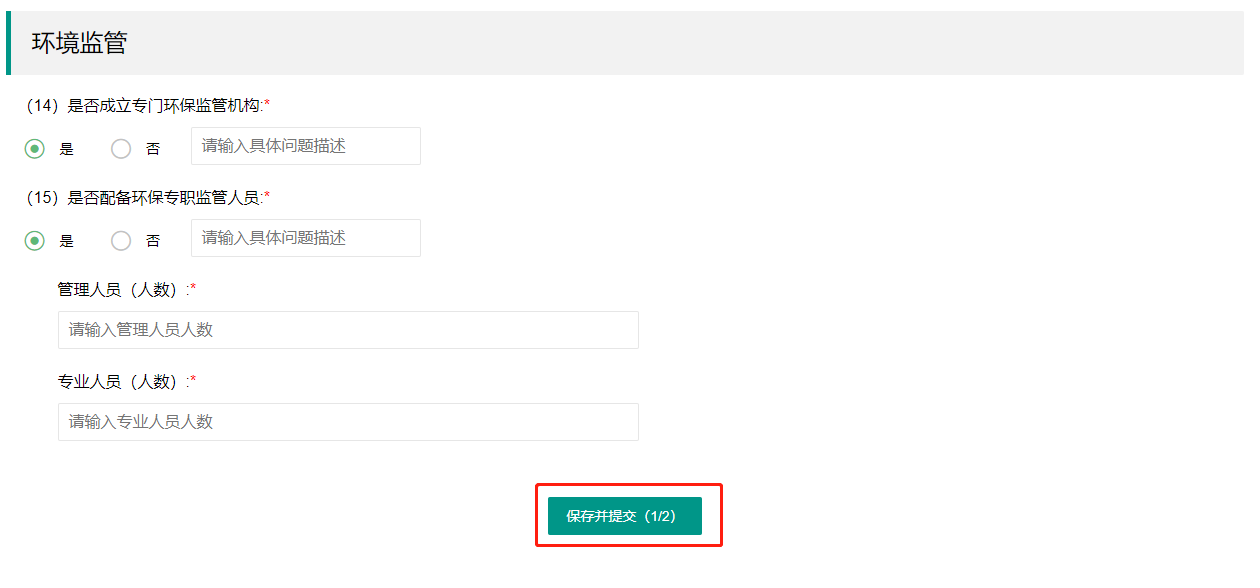 环境监管
（14）是否成立专门环保监管机构:*
是 否 请输入具体问题描述
（15）是否配备环保专职监管人员:*
是 否 请输入具体问题描述
管理人员（人数）:*
请输入管理人员人数
专业人员（人数）:*
请输入专业人员人数
保存并提交（1/2）